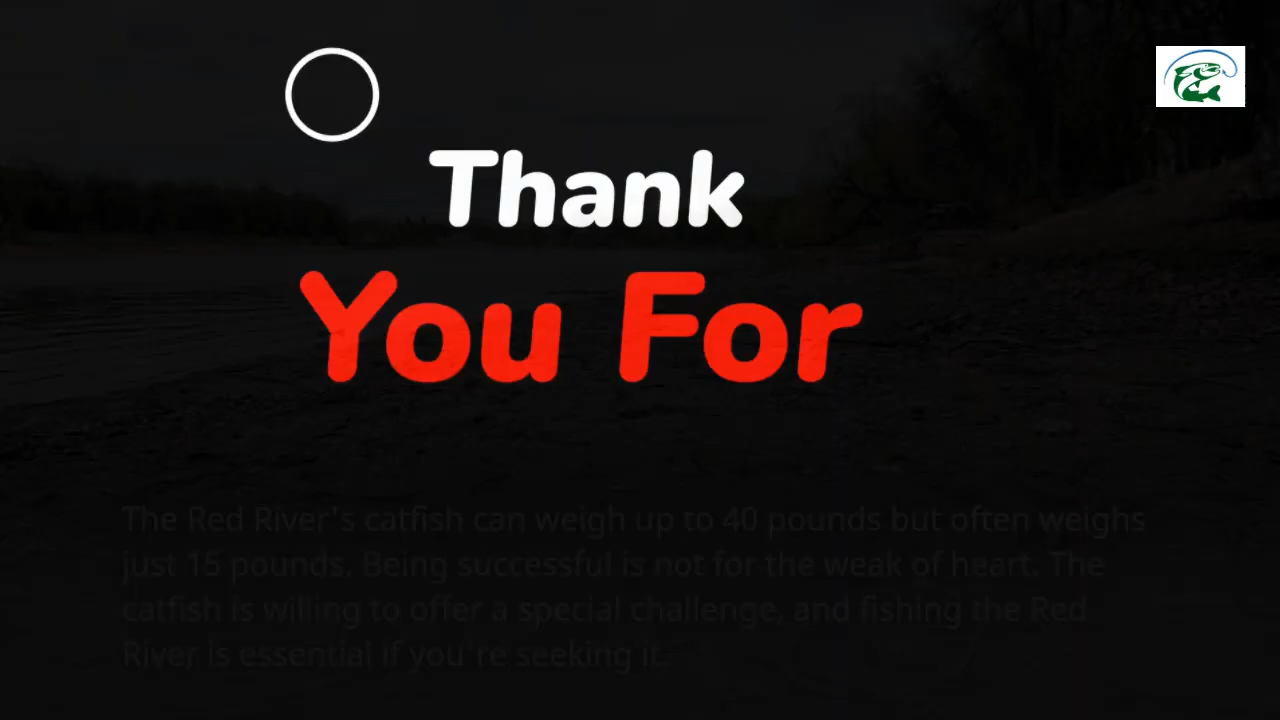 Thank
You For
The Red River's catfish can weigh up to 40 pounds but often weighs
just 15 pounds. Being successful is not for the weak of heart. The
catfish is willing to offer a special challenge, and fishing the Red
River is essential if you're seeking it.